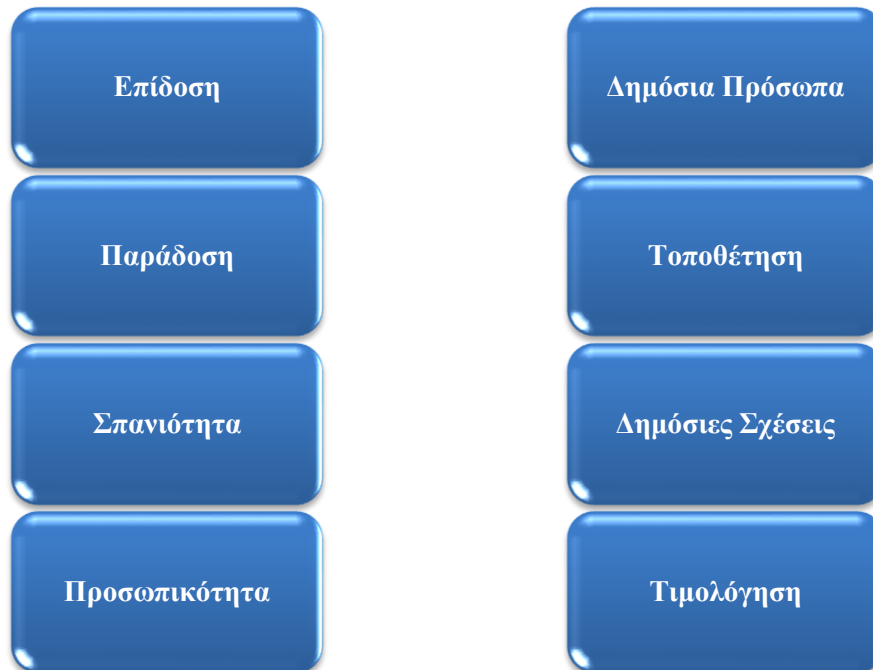 Επίδοση
Παράδοση
Σπανιότητα
Προσωπικότητα
Δημόσια Πρόσωπα
Τοποθέτηση
Δημόσιες Σχέσεις
Τιμολόγηση